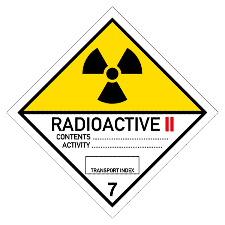 RADIOACTIVE II
CONTENTS ........................................
ACTIVITY ........................................
TRANSPORT INDEX
7